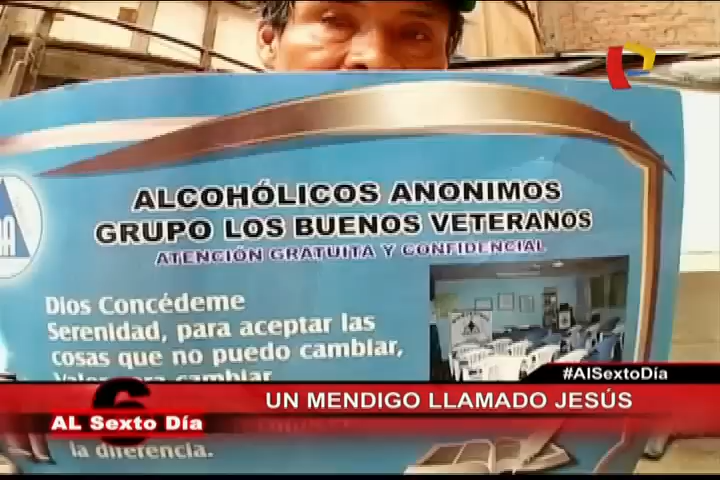 ALCOHÓLICOS ANONIMOS
GRUPO LOS BUENOS VETERANOS
ATENCIÓN GRATUITA Y CONFIDENCIAL
Dios Concédeme
Serenidad, para aceptar las
cosas que no puedo cambiar,
la diferencia.
#AlSextoDía
UN MENDIGO LLAMADO JESÚS
AL Sexto Día
6